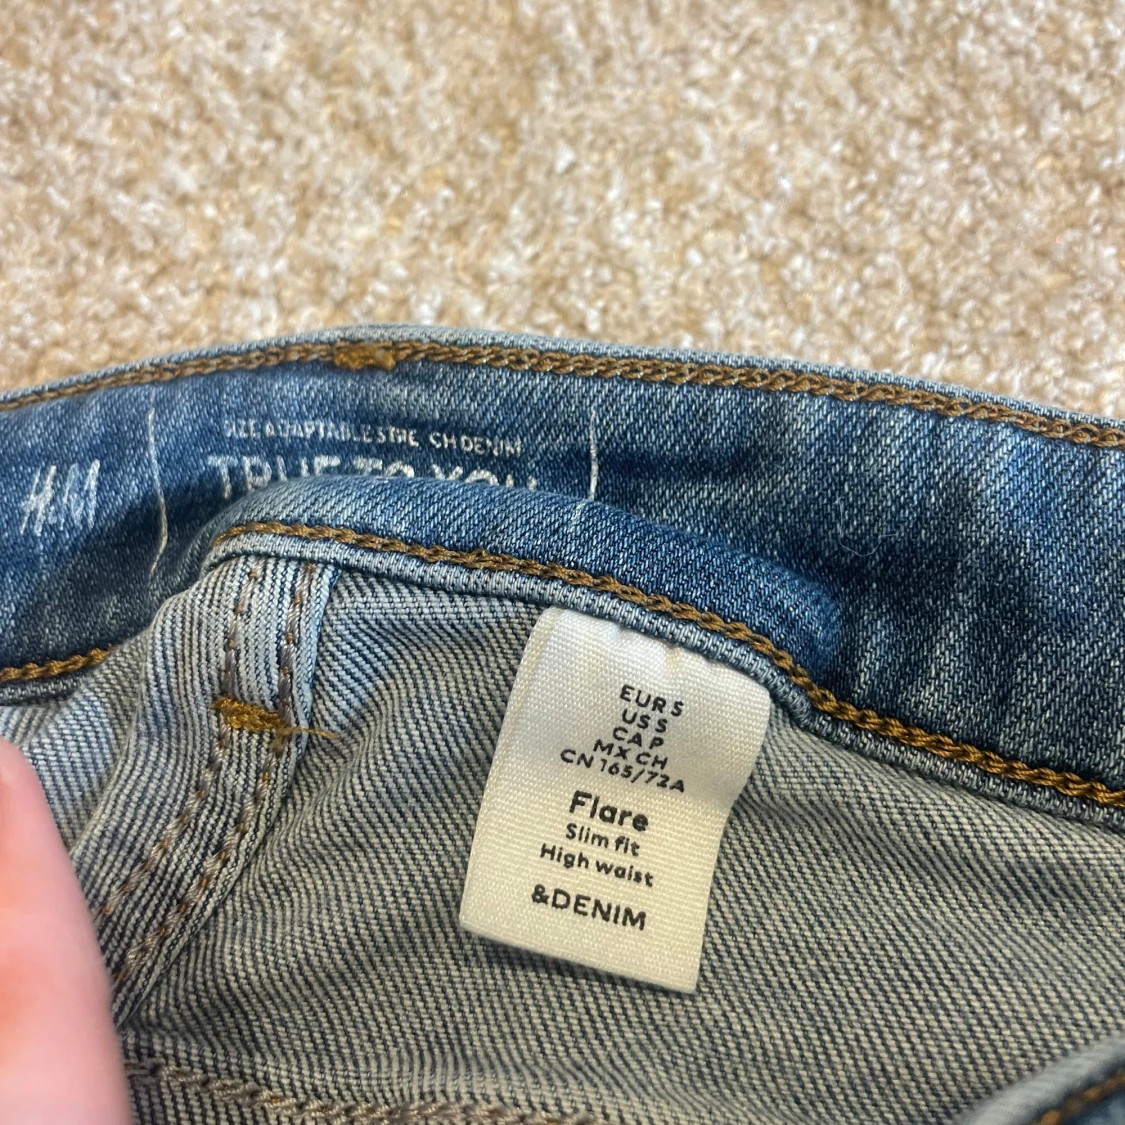 H&M
SIZE ADAPTABLE STRETCH DENIM
TRUE TO YOU
EUR S
US S
CA P
MX CH
CN 165/72A
Flare
Slim fit
High waist
&DENIM